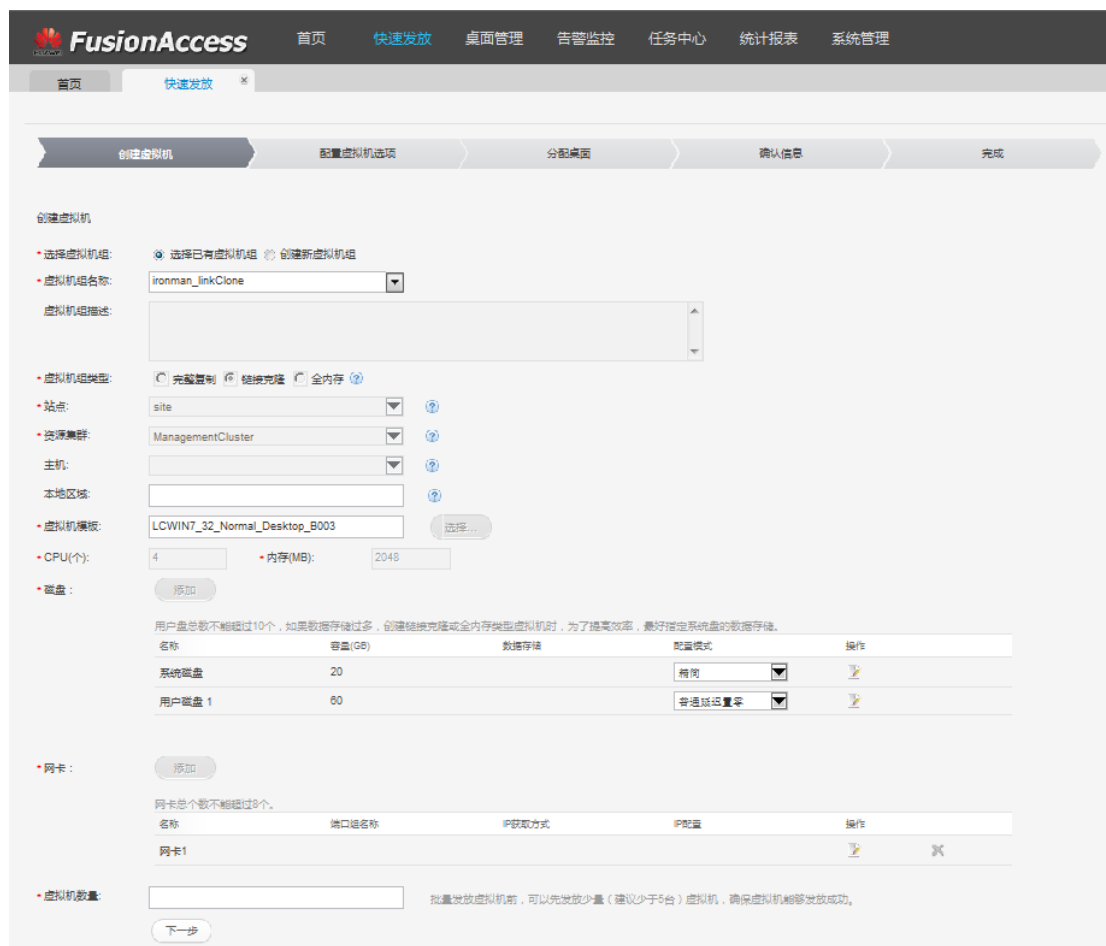 FusionAccess 首页 快速发放 桌面管理 告警监控 任务中心 统计报表 系统管理
首页 快速发放
创建虚拟机 配置虚拟机选项 分配桌面 确认信息 完成
创建虚拟机
*选择虚拟机组: 选择已有虚拟机组 创建新虚拟机组
*虚拟机组名称: ironman_linkClone
虚拟机组描述:
*虚拟机组类型: 完整复制 链接克隆 全内存
*站点: site
*资源集群: ManagementCluster
主机:
本地区域:
*虚拟机模板: LCWIN7_32_Normal_Desktop_B003 选择...
*CPU(个): 4 *内存(MB): 2048
*磁盘: 添加
用户盘总数不能超过10个，如果数据存储过多，创建链接克隆或全内存类型虚拟机时，为了提高效率，最好指定系统盘的数据存储。
名称 容量(GB) 数据存储 配置模式 操作
系统磁盘 20 精简
用户磁盘 1 60 普通延迟置零
*网卡: 添加
网卡总个数不能超过8个。
名称 端口组名称 IP获取方式 IP配置 操作
网卡1
*虚拟机数量: 批量发放虚拟机前，可以先发放少量（建议少于5台）虚拟机，确保虚拟机能够发放成功。
下一步